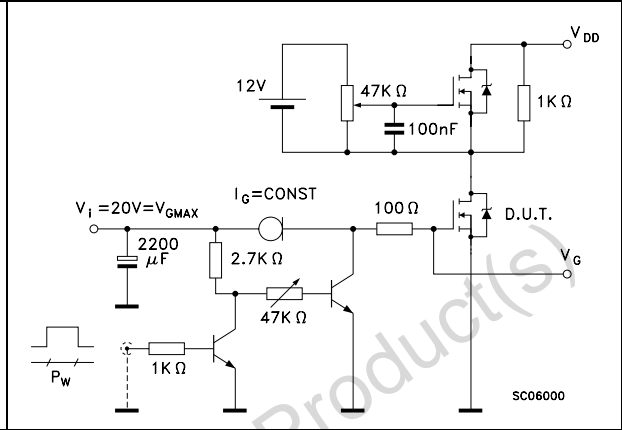 V DD
12V
47K Ω
1K Ω
100nF
I G =CONST
V i =20V=V GMAX
100 Ω
D.U.T.
2200
μF
2.7K Ω
V G
47K Ω
1K Ω
P W
Product(s)
SC06000